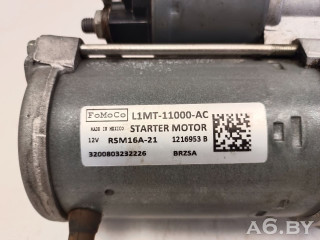 FoMoCo L1MT-11000-AC
MADE IN MEXICO STARTER MOTOR
12V RSM16A-21 1216953 B
3200803232226 BRZSA
A6.BY